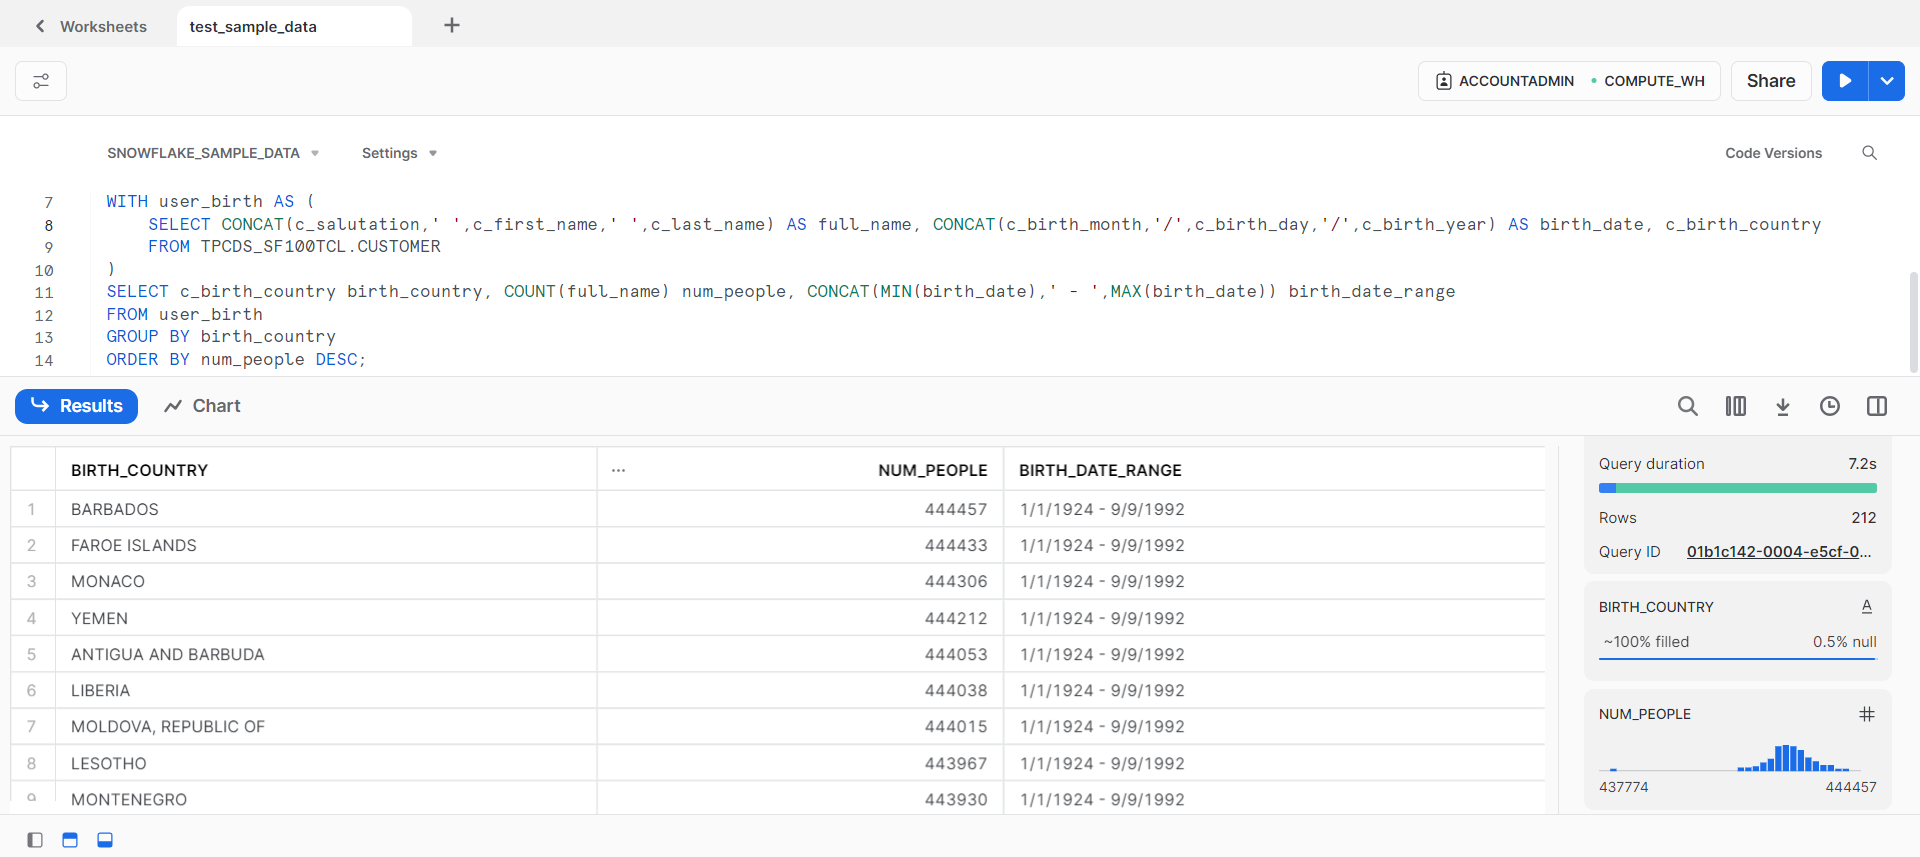 Worksheets
test_sample_data
ACCOUNTADMIN
COMPUTE_WH
Share
SNOWFLAKE_SAMPLE_DATA
Settings
Code Versions
7 WITH user_birth AS (
8 SELECT CONCAT(c_salutation,' ',c_first_name,' ',c_last_name) AS full_name, CONCAT(c_birth_month,'/',c_birth_day,'/',c_birth_year) AS birth_date, c_birth_country
9 FROM TPCDS_SF100TCL.CUSTOMER
10 )
11 SELECT c_birth_country birth_country, COUNT(full_name) num_people, CONCAT(MIN(birth_date),' - ',MAX(birth_date)) birth_date_range
12 FROM user_birth
13 GROUP BY birth_country
14 ORDER BY num_people DESC;
Results
Chart
BIRTH_COUNTRY ... NUM_PEOPLE BIRTH_DATE_RANGE
1 BARBADOS 444457 1/1/1924 - 9/9/1992
2 FAROE ISLANDS 444433 1/1/1924 - 9/9/1992
3 MONACO 444306 1/1/1924 - 9/9/1992
4 YEMEN 444212 1/1/1924 - 9/9/1992
5 ANTIGUA AND BARBUDA 444053 1/1/1924 - 9/9/1992
6 LIBERIA 444038 1/1/1924 - 9/9/1992
7 MOLDOVA, REPUBLIC OF 444015 1/1/1924 - 9/9/1992
8 LESOTHO 443967 1/1/1924 - 9/9/1992
9 MONTENEGRO 443930 1/1/1924 - 9/9/1992
Query duration 7.2s
Rows 212
Query ID 01b1c142-0004-e5cf-0...
BIRTH_COUNTRY A
~100% filled 0.5% null
NUM_PEOPLE #
437774 444457